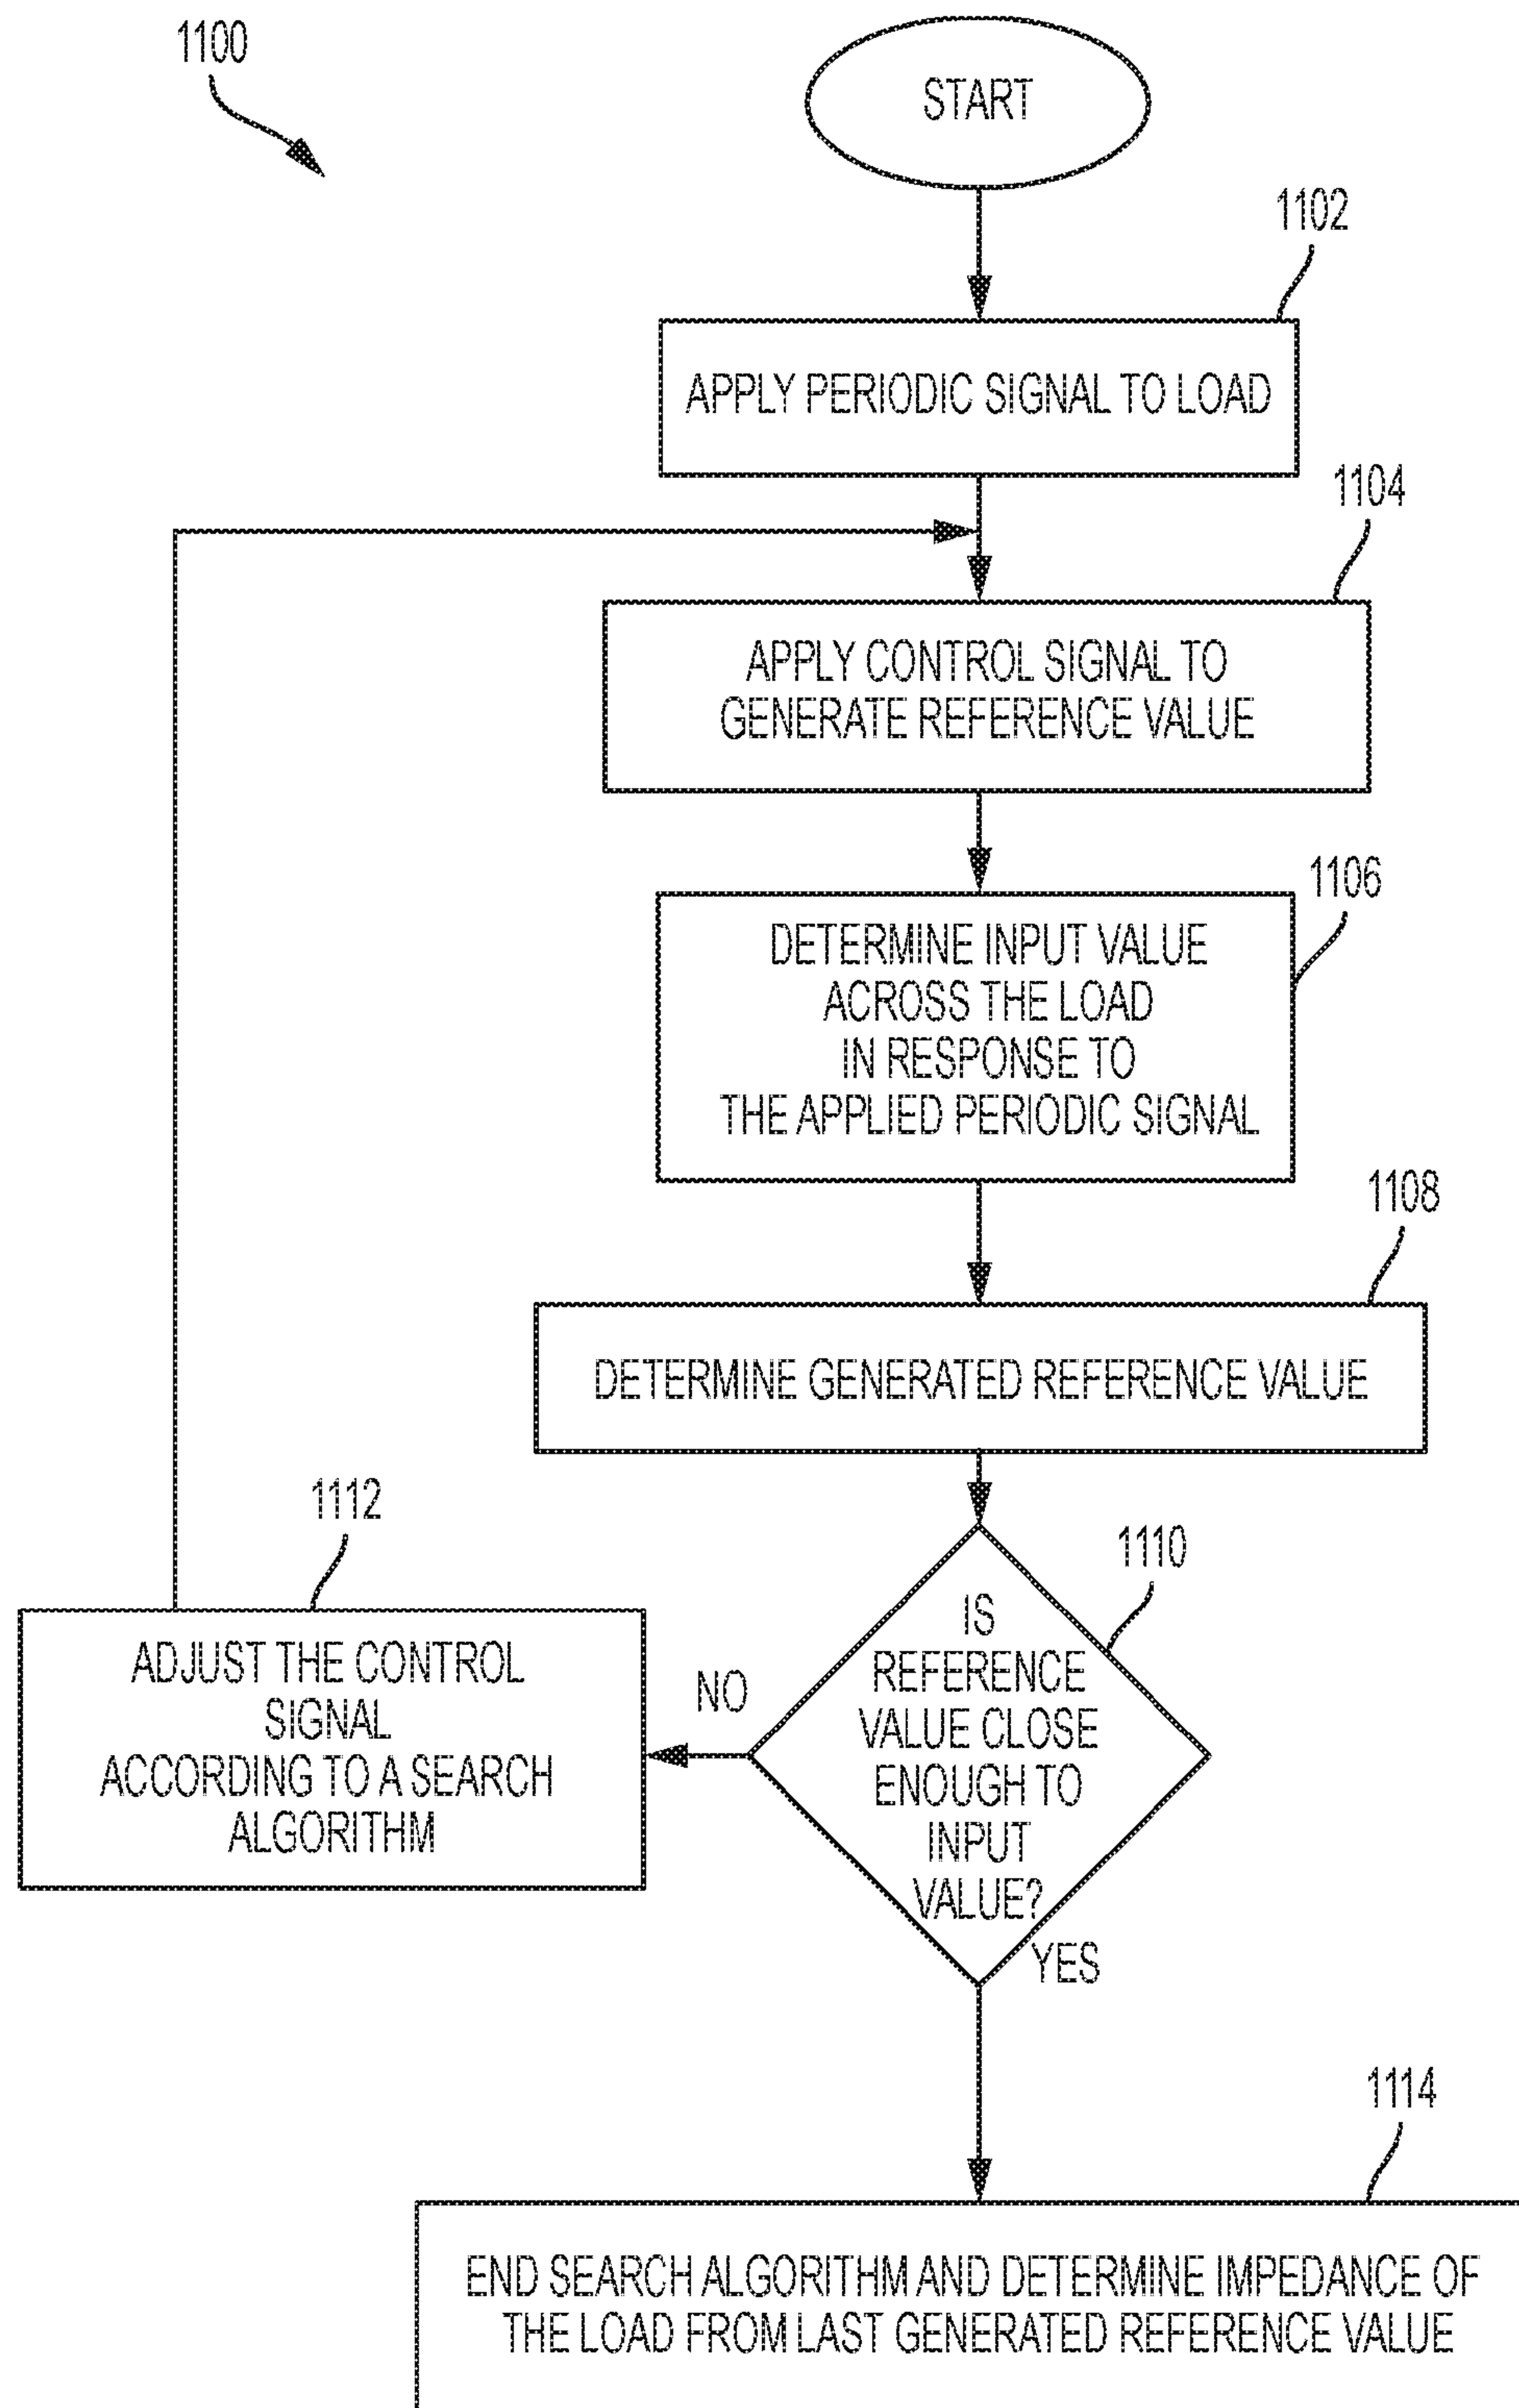 1100
START
1102
APPLY PERIODIC SIGNAL TO LOAD
1104
APPLY CONTROL SIGNAL TO
GENERATE REFERENCE VALUE
1106
DETERMINE INPUT VALUE
ACROSS THE LOAD
IN RESPONSE TO
THE APPLIED PERIODIC SIGNAL
1108
DETERMINE GENERATED REFERENCE VALUE
1110
IS
REFERENCE
VALUE CLOSE
ENOUGH TO
INPUT
VALUE?
NO
1112
ADJUST THE CONTROL
SIGNAL
ACCORDING TO A SEARCH
ALGORITHM
YES
1114
END SEARCH ALGORITHM AND DETERMINE IMPEDANCE OF
THE LOAD FROM LAST GENERATED REFERENCE VALUE